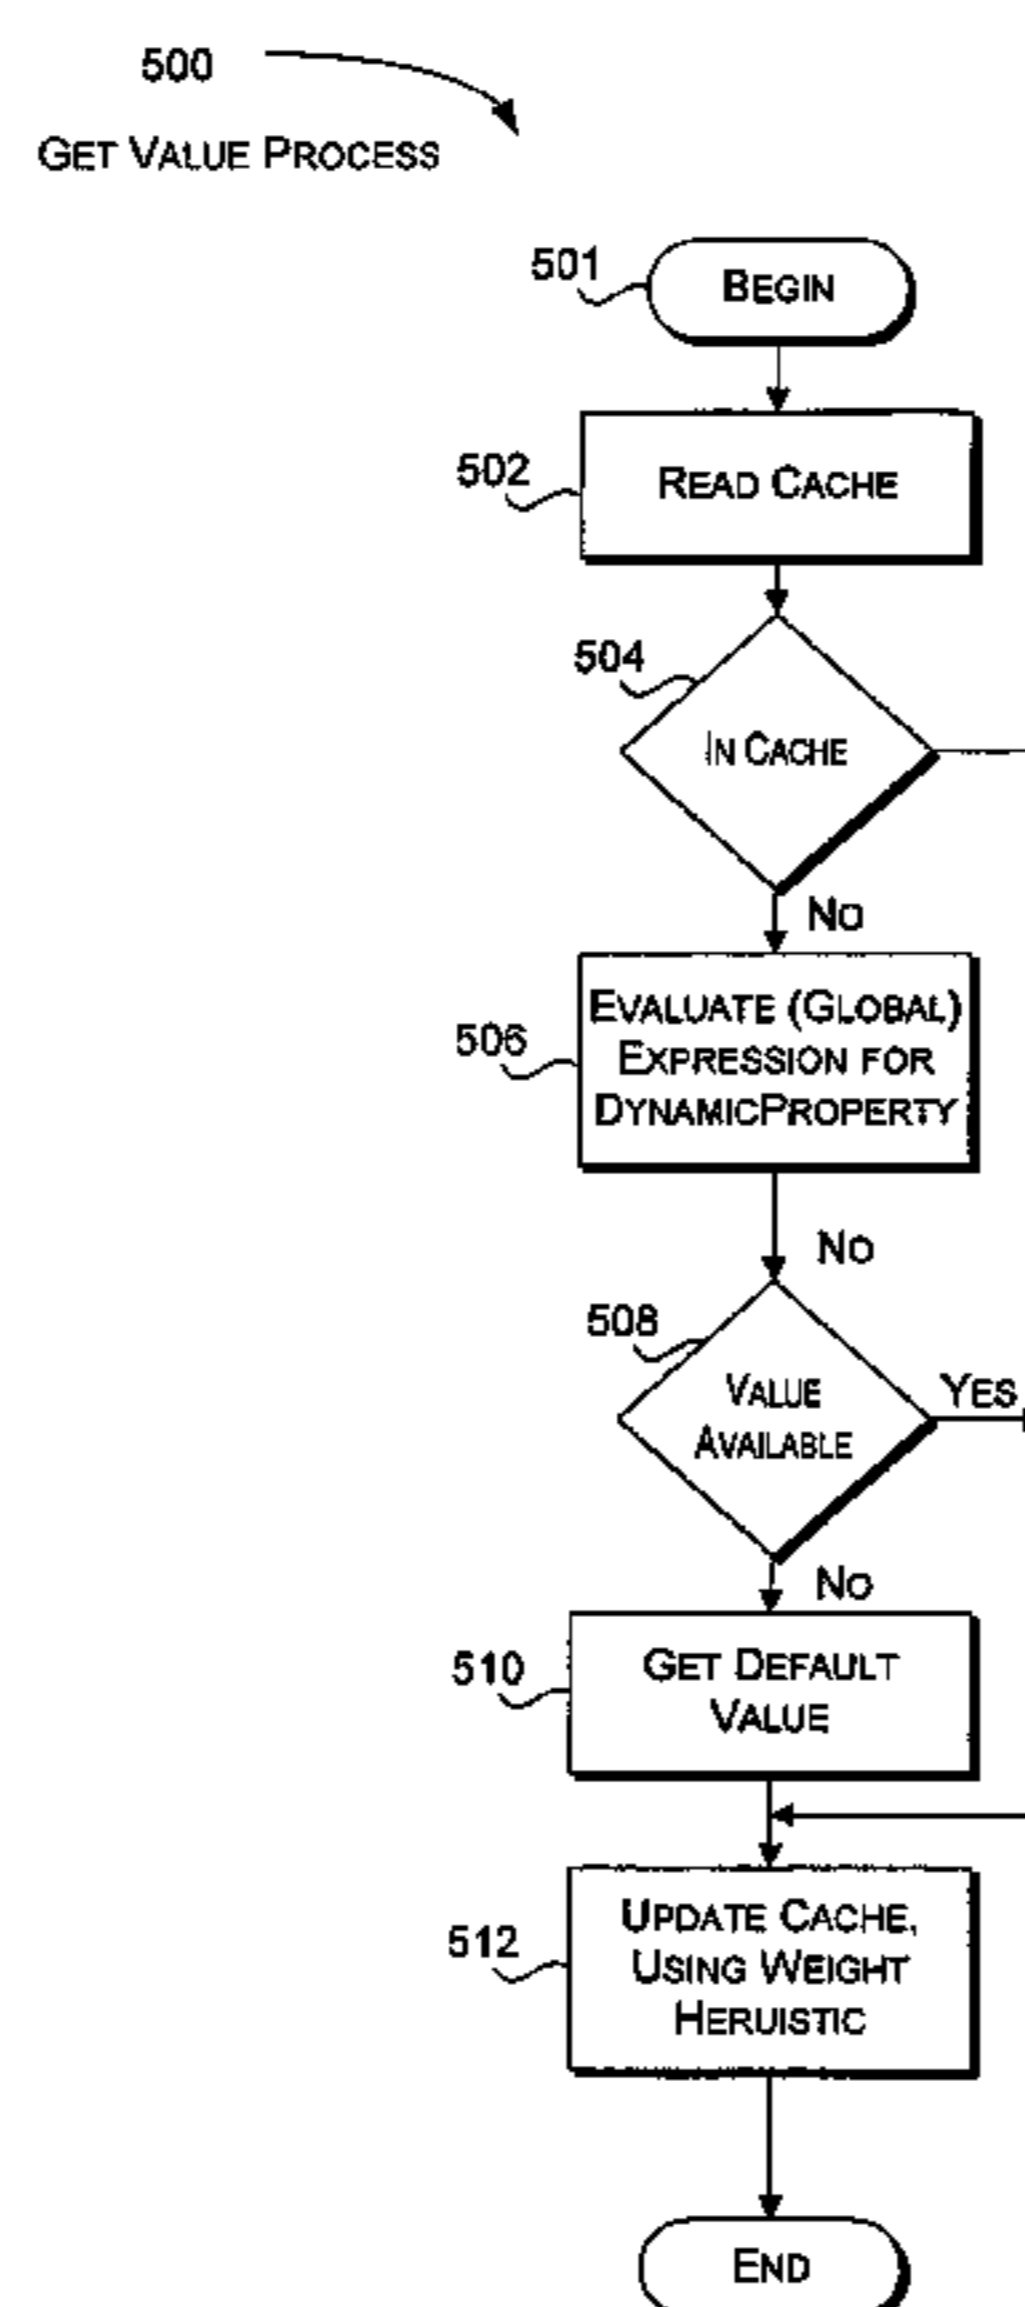 500
GET VALUE PROCESS
501
BEGIN
502
READ CACHE
504
IN CACHE
NO
506
EVALUATE (GLOBAL)
EXPRESSION FOR
DYNAMICPROPERTY
NO
508
VALUE
AVAILABLE
YES
NO
510
GET DEFAULT
VALUE
512
UPDATE CACHE,
USING WEIGHT
HERUISTIC
END